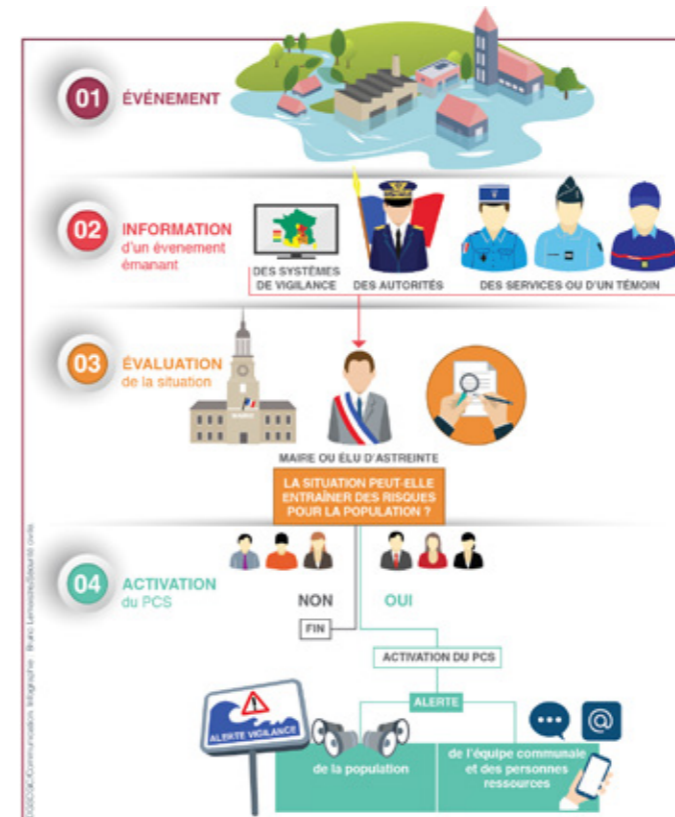 01
ÉVÉNEMENT
02
INFORMATION
d'un évenement
émanant
DES SYSTÈMES
DE VIGILANCE
DES AUTORITÉS
DES SERVICES OU D'UN TÉMOIN
03
ÉVALUATION
de la situation
MAIRIE
MAIRE OU ÉLU D'ASTREINTE
LA SITUATION PEUT-ELLE
ENTRAÎNER DES RISQUES
POUR LA POPULATION ?
04
ACTIVATION
du PCS
NON
OUI
FIN
ACTIVATION DU PCS
ALERTE
ALERTE VIGILANCE
de la population
de l'équipe communale
et des personnes
ressources